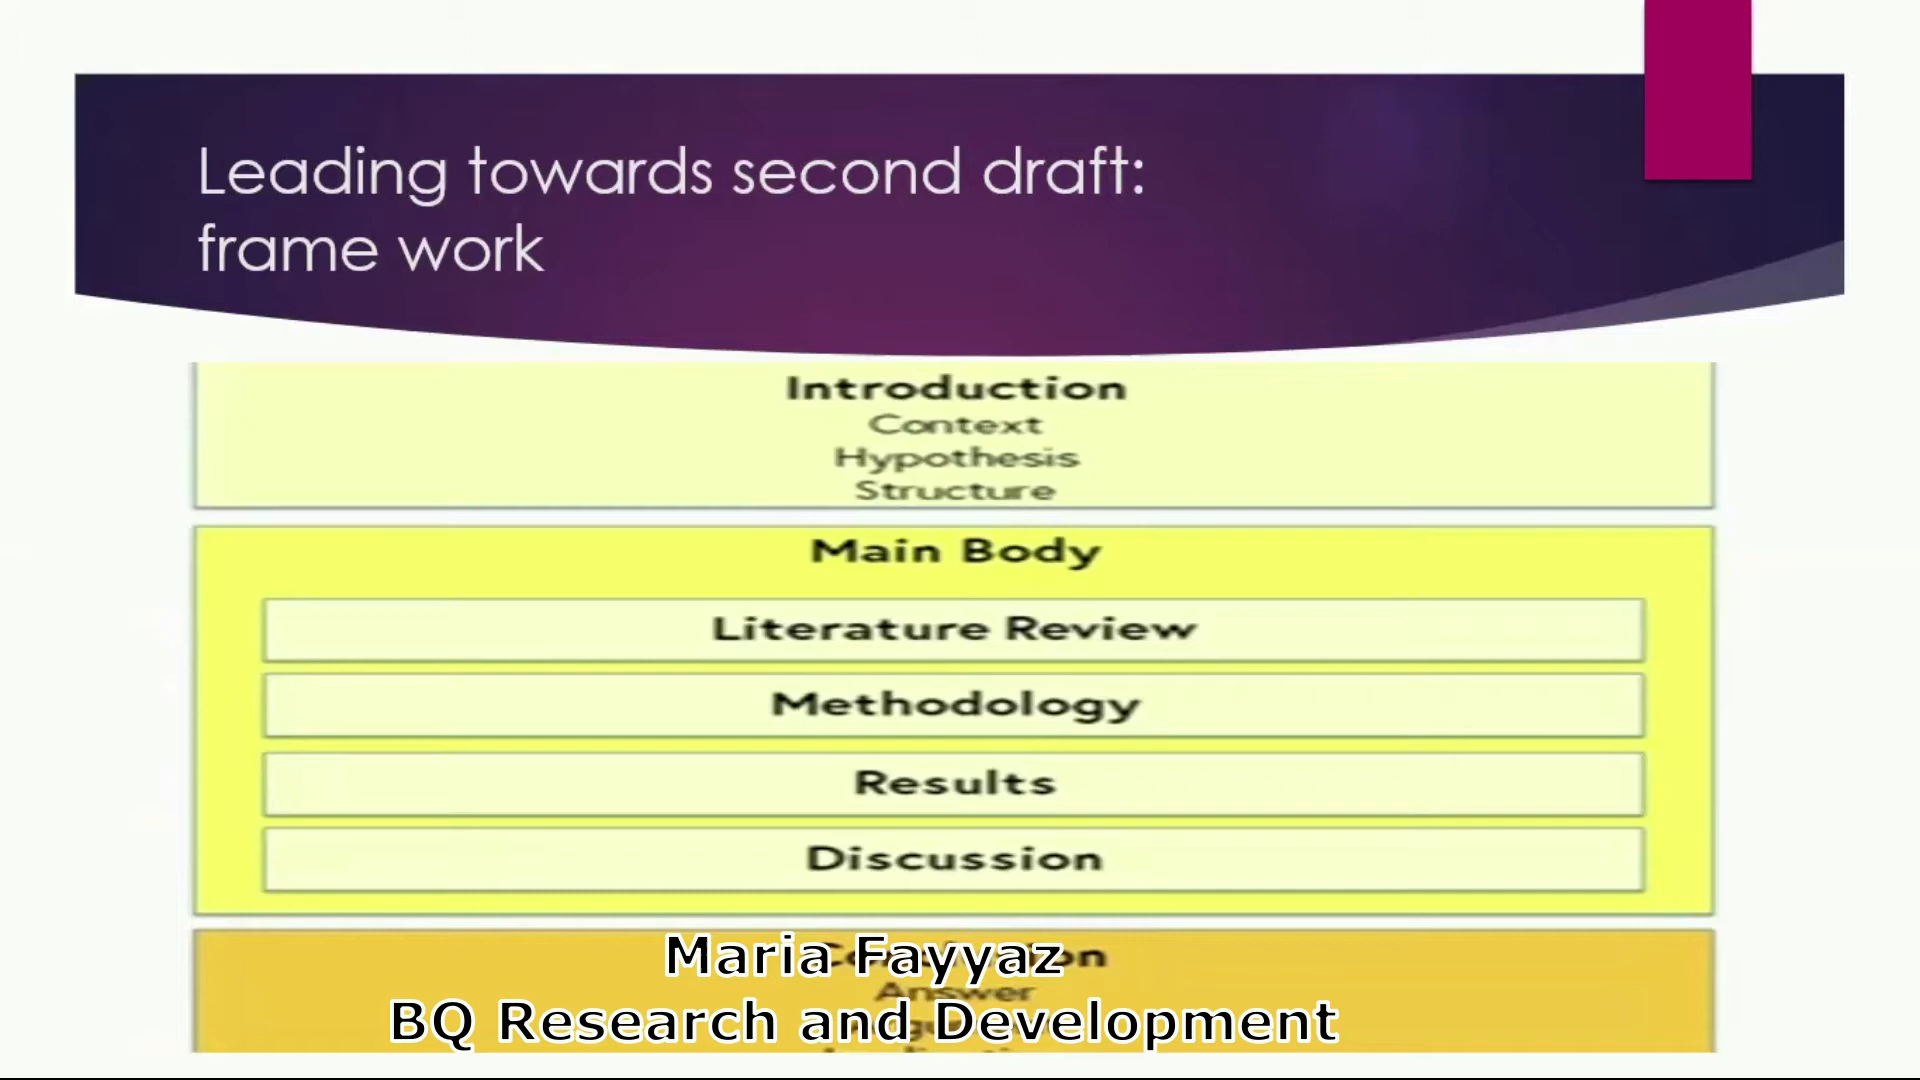 Leading towards second draft:
frame work
Introduction
Context
Hypothesis
Structure
Main Body
Literature Review
Methodology
Results
Discussion
Maria Fayyaz
Answer
BQ Research and Development